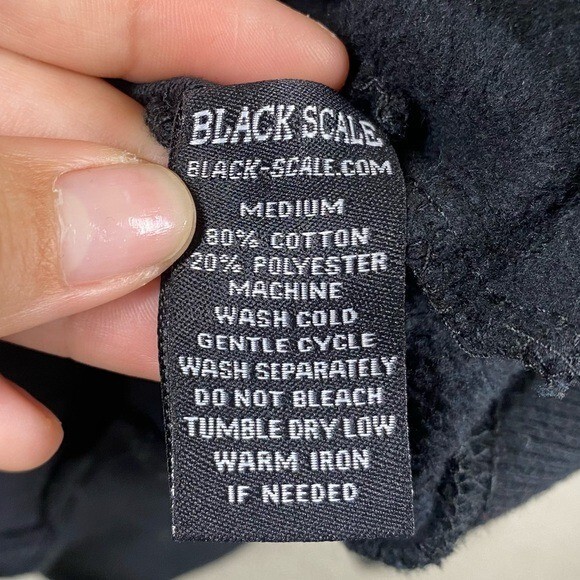 BLACK SCALE
BLACK-SCALE.COM
MEDIUM
80% COTTON
20% POLYESTER
MACHINE
WASH COLD
GENTLE CYCLE
WASH SEPARATELY
DO NOT BLEACH
TUMBLE DRY LOW
WARM IRON
IF NEEDED